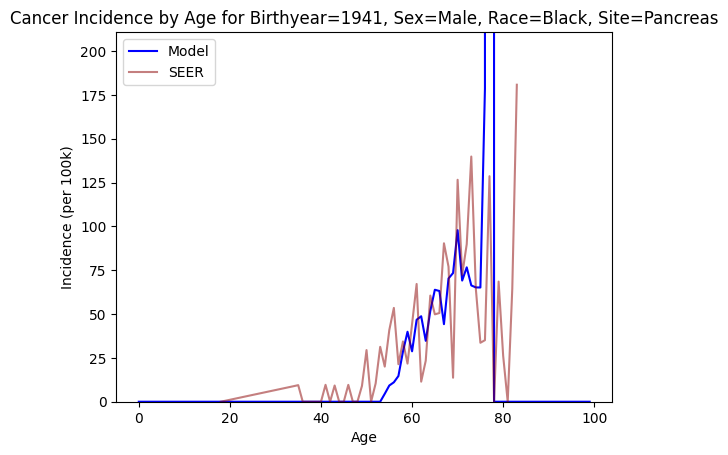 Cancer Incidence by Age for Birthyear=1941, Sex=Male, Race=Black, Site=Pancreas
Model
SEER
200
175
150
125
100
75
50
25
0
Incidence (per 100k)
0 20 40 60 80 100
Age